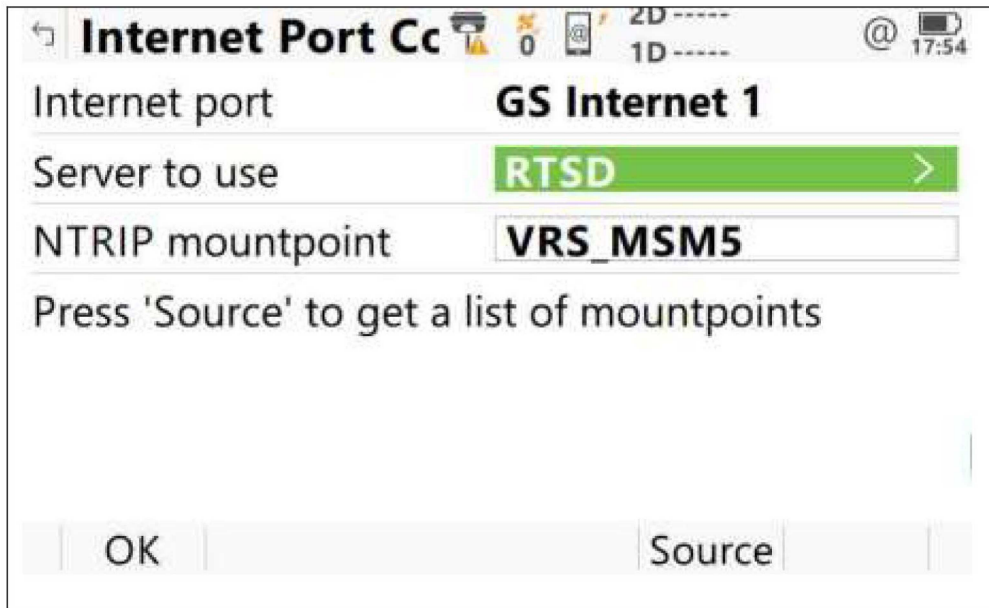 Internet Port Cc 0 @ 2D ----- @
1D ----- 17:54
Internet port GS Internet 1
Server to use RTSD >
NTRIP mountpoint VRS_MSM5
Press 'Source' to get a list of mountpoints
OK Source